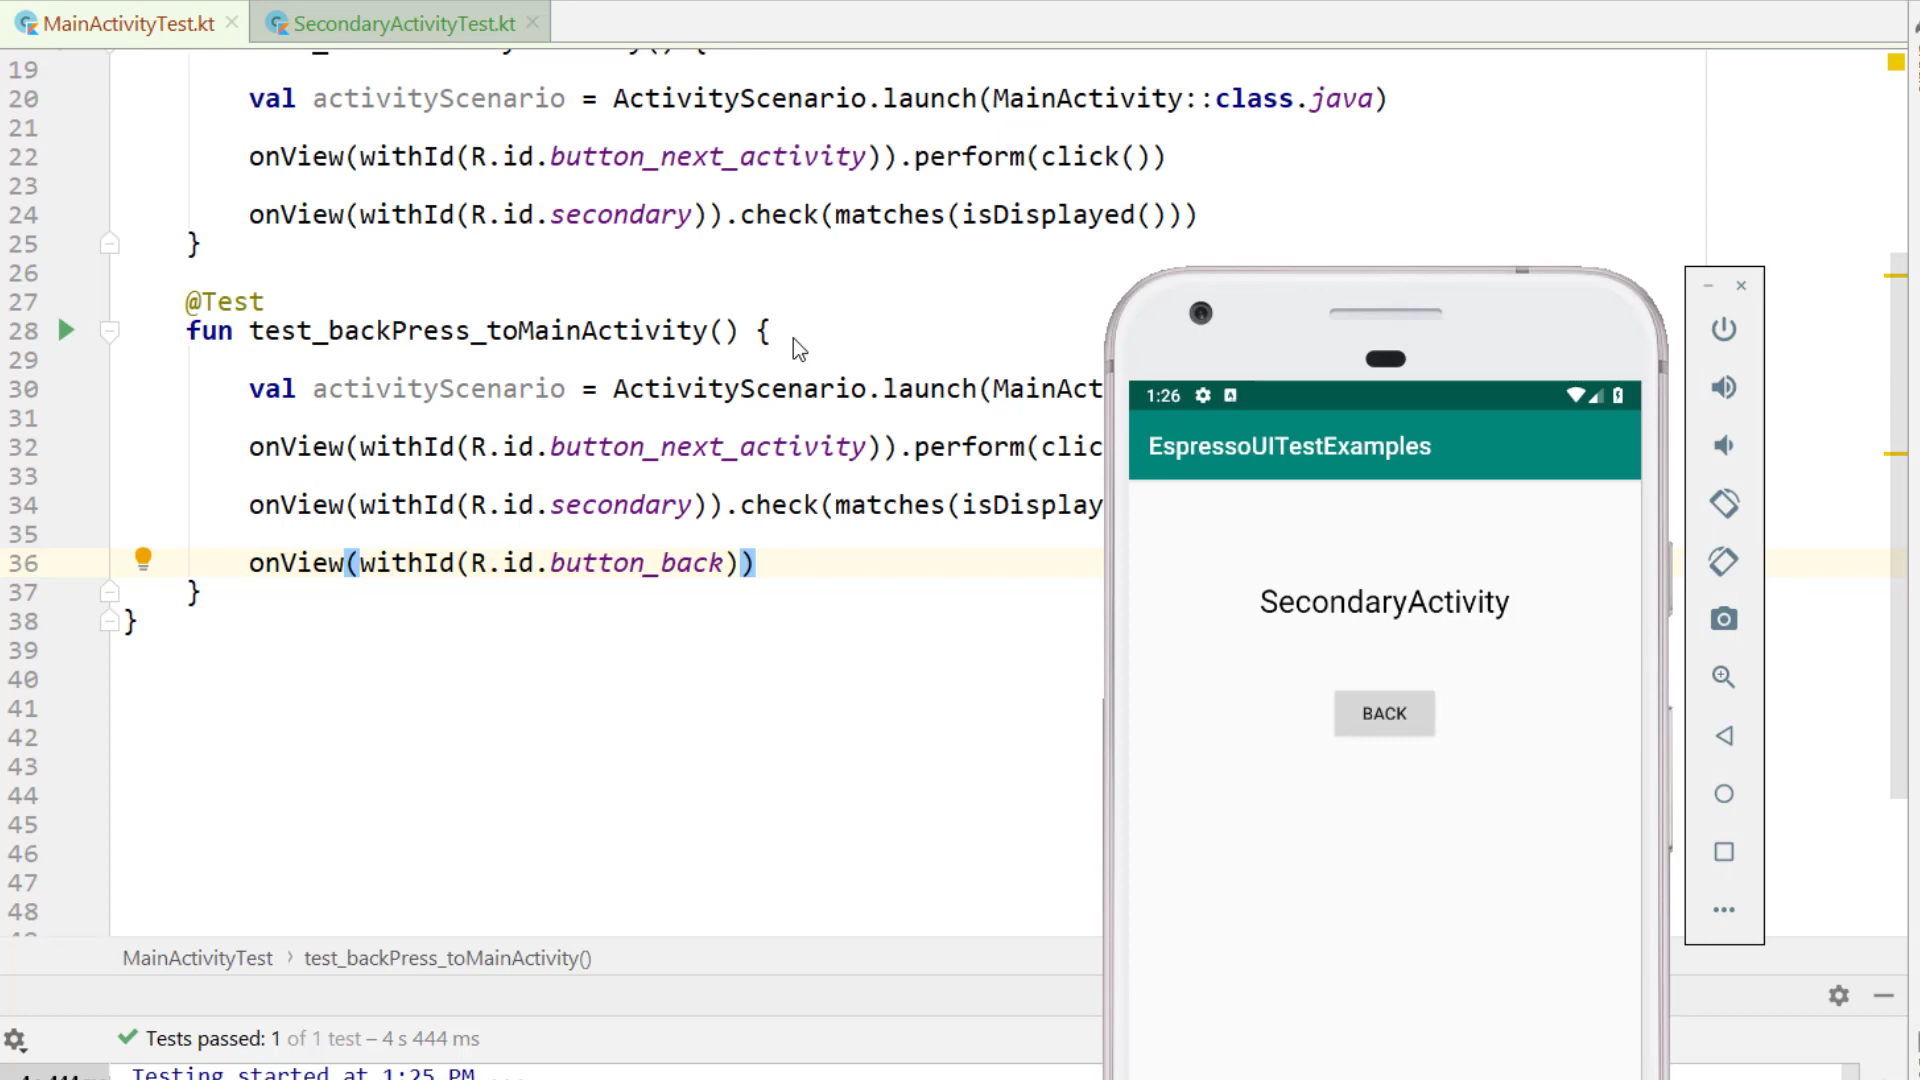 MainActivityTest.kt
SecondaryActivityTest.kt
19
20 val activityScenario = ActivityScenario.launch(MainActivity::class.java)
21
22 onView(withId(R.id.button_next_activity)).perform(click())
23
24 onView(withId(R.id.secondary)).check(matches(isDisplayed()))
25 }
26
27 @Test
28 fun test_backPress_toMainActivity() {
29
30 val activityScenario = ActivityScenario.launch(MainAct
31
32 onView(withId(R.id.button_next_activity)).perform(clic
33
34 onView(withId(R.id.secondary)).check(matches(isDisplay
35
36 onView(withId(R.id.button_back))
37 }
38 }
39
40
41
42
43
44
45
46
47
48
1:26
EspressoUITestExamples
SecondaryActivity
BACK
MainActivityTest › test_backPress_toMainActivity()
Tests passed: 1 of 1 test – 4 s 444 ms
Testing started at 1:25 PM ...